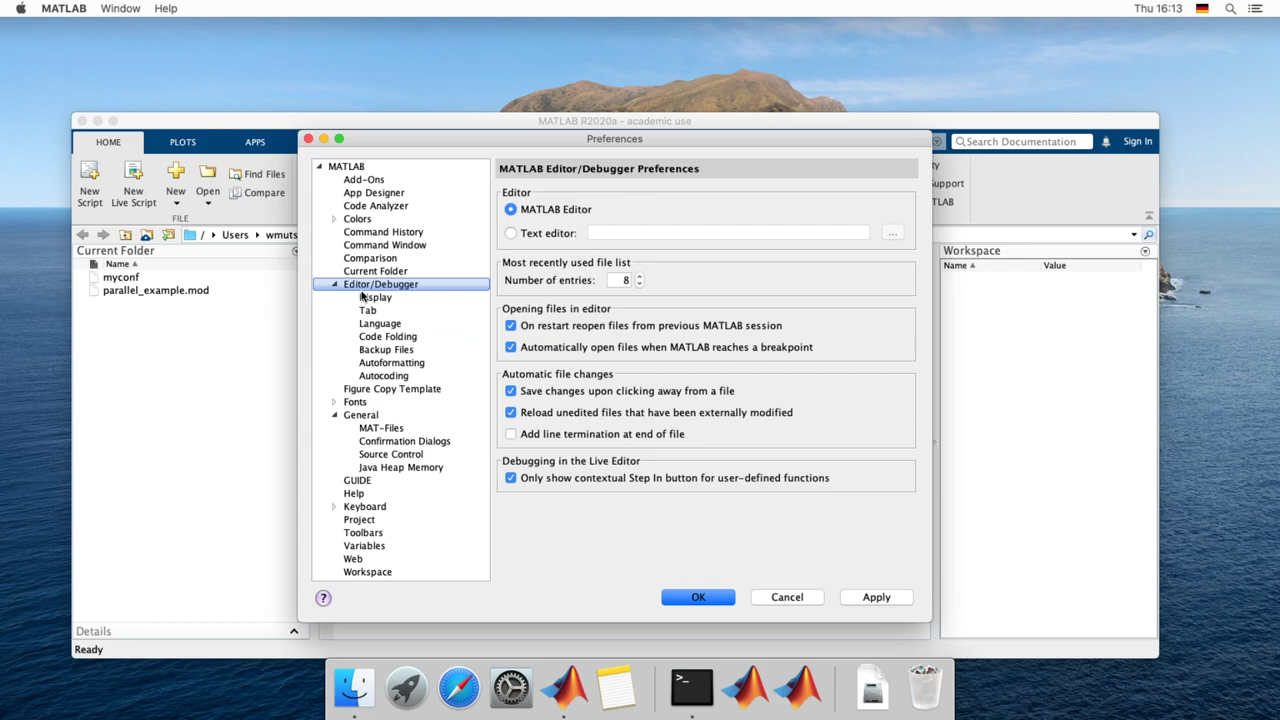 MATLAB Window Help Thu 16:13
MATLAB R2020a - academic use
HOME PLOTS APPS
Search Documentation Sign In
New Script
New Live Script
New
Open
Find Files
Compare
FILE
Support
/ Users
Current Folder
Name
myconf
parallel_example.mod
Details
Ready
Workspace
Name Value
Preferences
MATLAB
Add-Ons
App Designer
Code Analyzer
Colors
Command History
Command Window
Comparison
Current Folder
Editor/Debugger
Display
Tab
Language
Code Folding
Backup Files
Autoformatting
Autocoding
Figure Copy Template
Fonts
General
MAT-Files
Confirmation Dialogs
Source Control
Java Heap Memory
GUIDE
Help
Keyboard
Project
Toolbars
Variables
Web
Workspace
MATLAB Editor/Debugger Preferences
Editor
MATLAB Editor
Text editor:
...
Most recently used file list
Number of entries: 8
Opening files in editor
On restart reopen files from previous MATLAB session
Automatically open files when MATLAB reaches a breakpoint
Automatic file changes
Save changes upon clicking away from a file
Reload unedited files that have been externally modified
Add line termination at end of file
Debugging in the Live Editor
Only show contextual Step In button for user-defined functions
? OK Cancel Apply
>_